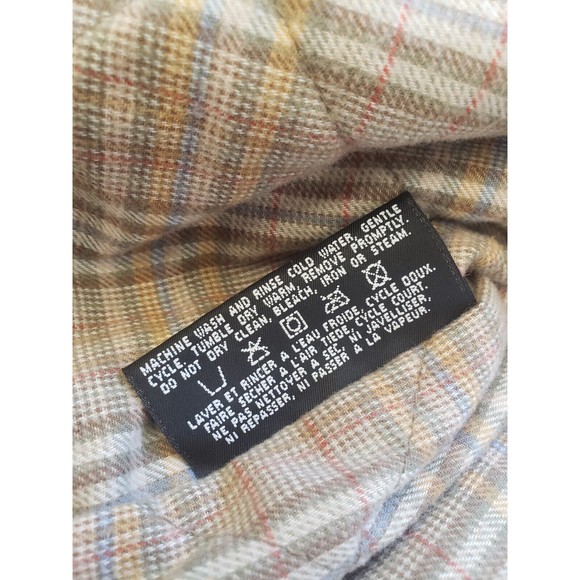 MACHINE WASH AND RINSE COLD WATER, GENTLE
CYCLE, TUMBLE DRY WARM, REMOVE PROMPTLY.
DO NOT DRY CLEAN, BLEACH, IRON OR STEAM.
LAVER ET RINCER A L'EAU FROIDE, CYCLE DOUX.
FAIRE SECHER A L'AIR TIEDE, CYCLE COURT.
NE PAS NETTOYER A SEC, NI JAVELLISER,
NI REPASSER, NI PASSER A LA VAPEUR.